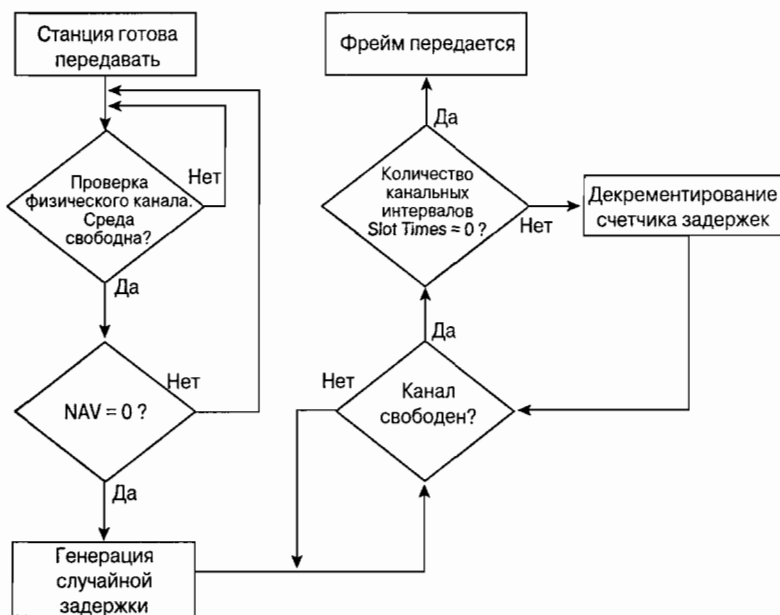 Станция готова
передавать
Нет
Проверка
физического канала.
Среда
свободна?
Да
Нет
NAV = 0 ?
Да
Генерация
случайной
задержки
Фрейм передается
Да
Количество
канальных
интервалов
Slot Times = 0 ?
Нет
Декрементирование
счетчика задержек
Да
Нет
Канал
свободен?